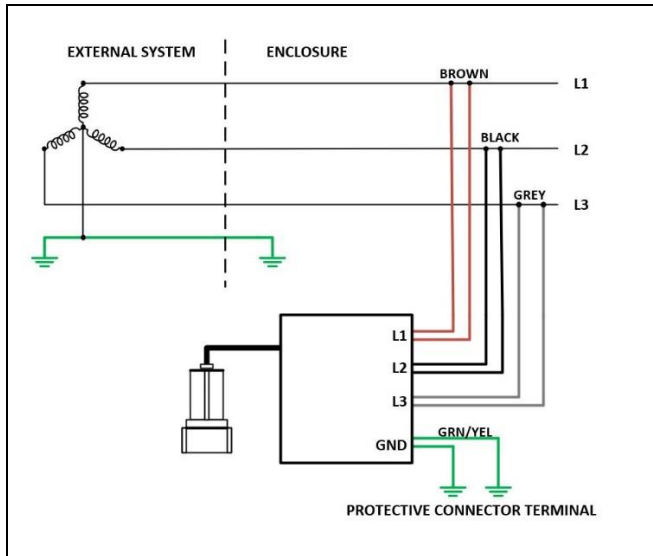 EXTERNAL SYSTEM
ENCLOSURE
BROWN
L1
BLACK
L2
GREY
L3
L1
L2
L3
GRN/YEL
GND
PROTECTIVE CONNECTOR TERMINAL